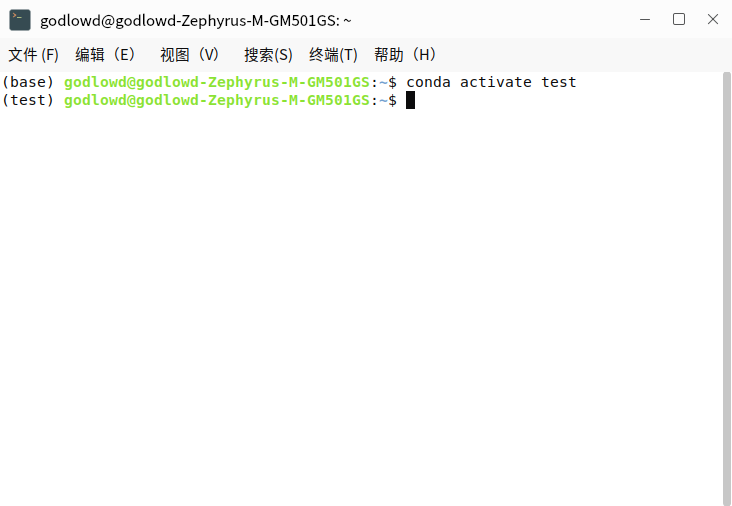 godlowd@godlowd-Zephyrus-M-GM501GS: ~
文件 (F) 编辑（E） 视图（V） 搜索(S) 终端(T) 帮助（H）
(base) godlowd@godlowd-Zephyrus-M-GM501GS:~$ conda activate test
(test) godlowd@godlowd-Zephyrus-M-GM501GS:~$